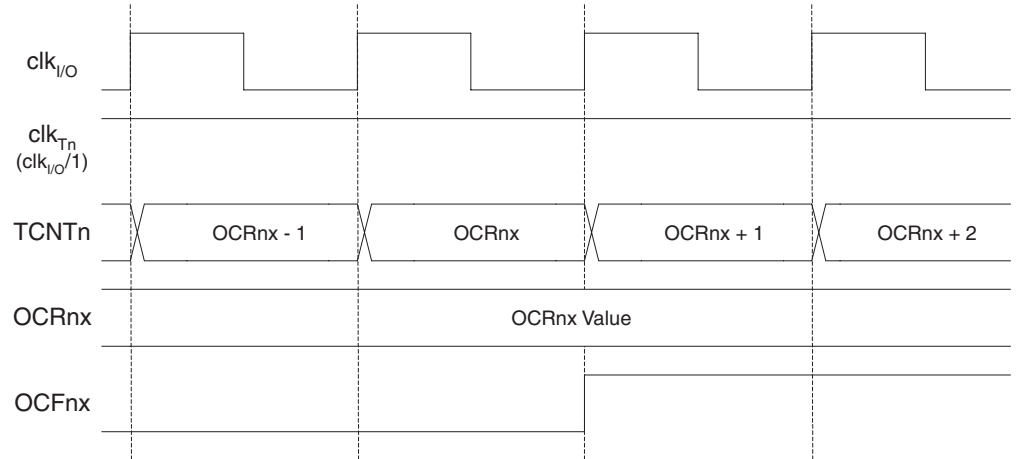 clkI/O
clkTn
(clkI/O/1)
TCNTn OCRnx - 1 OCRnx OCRnx + 1 OCRnx + 2
OCRnx OCRnx Value
OCFnx